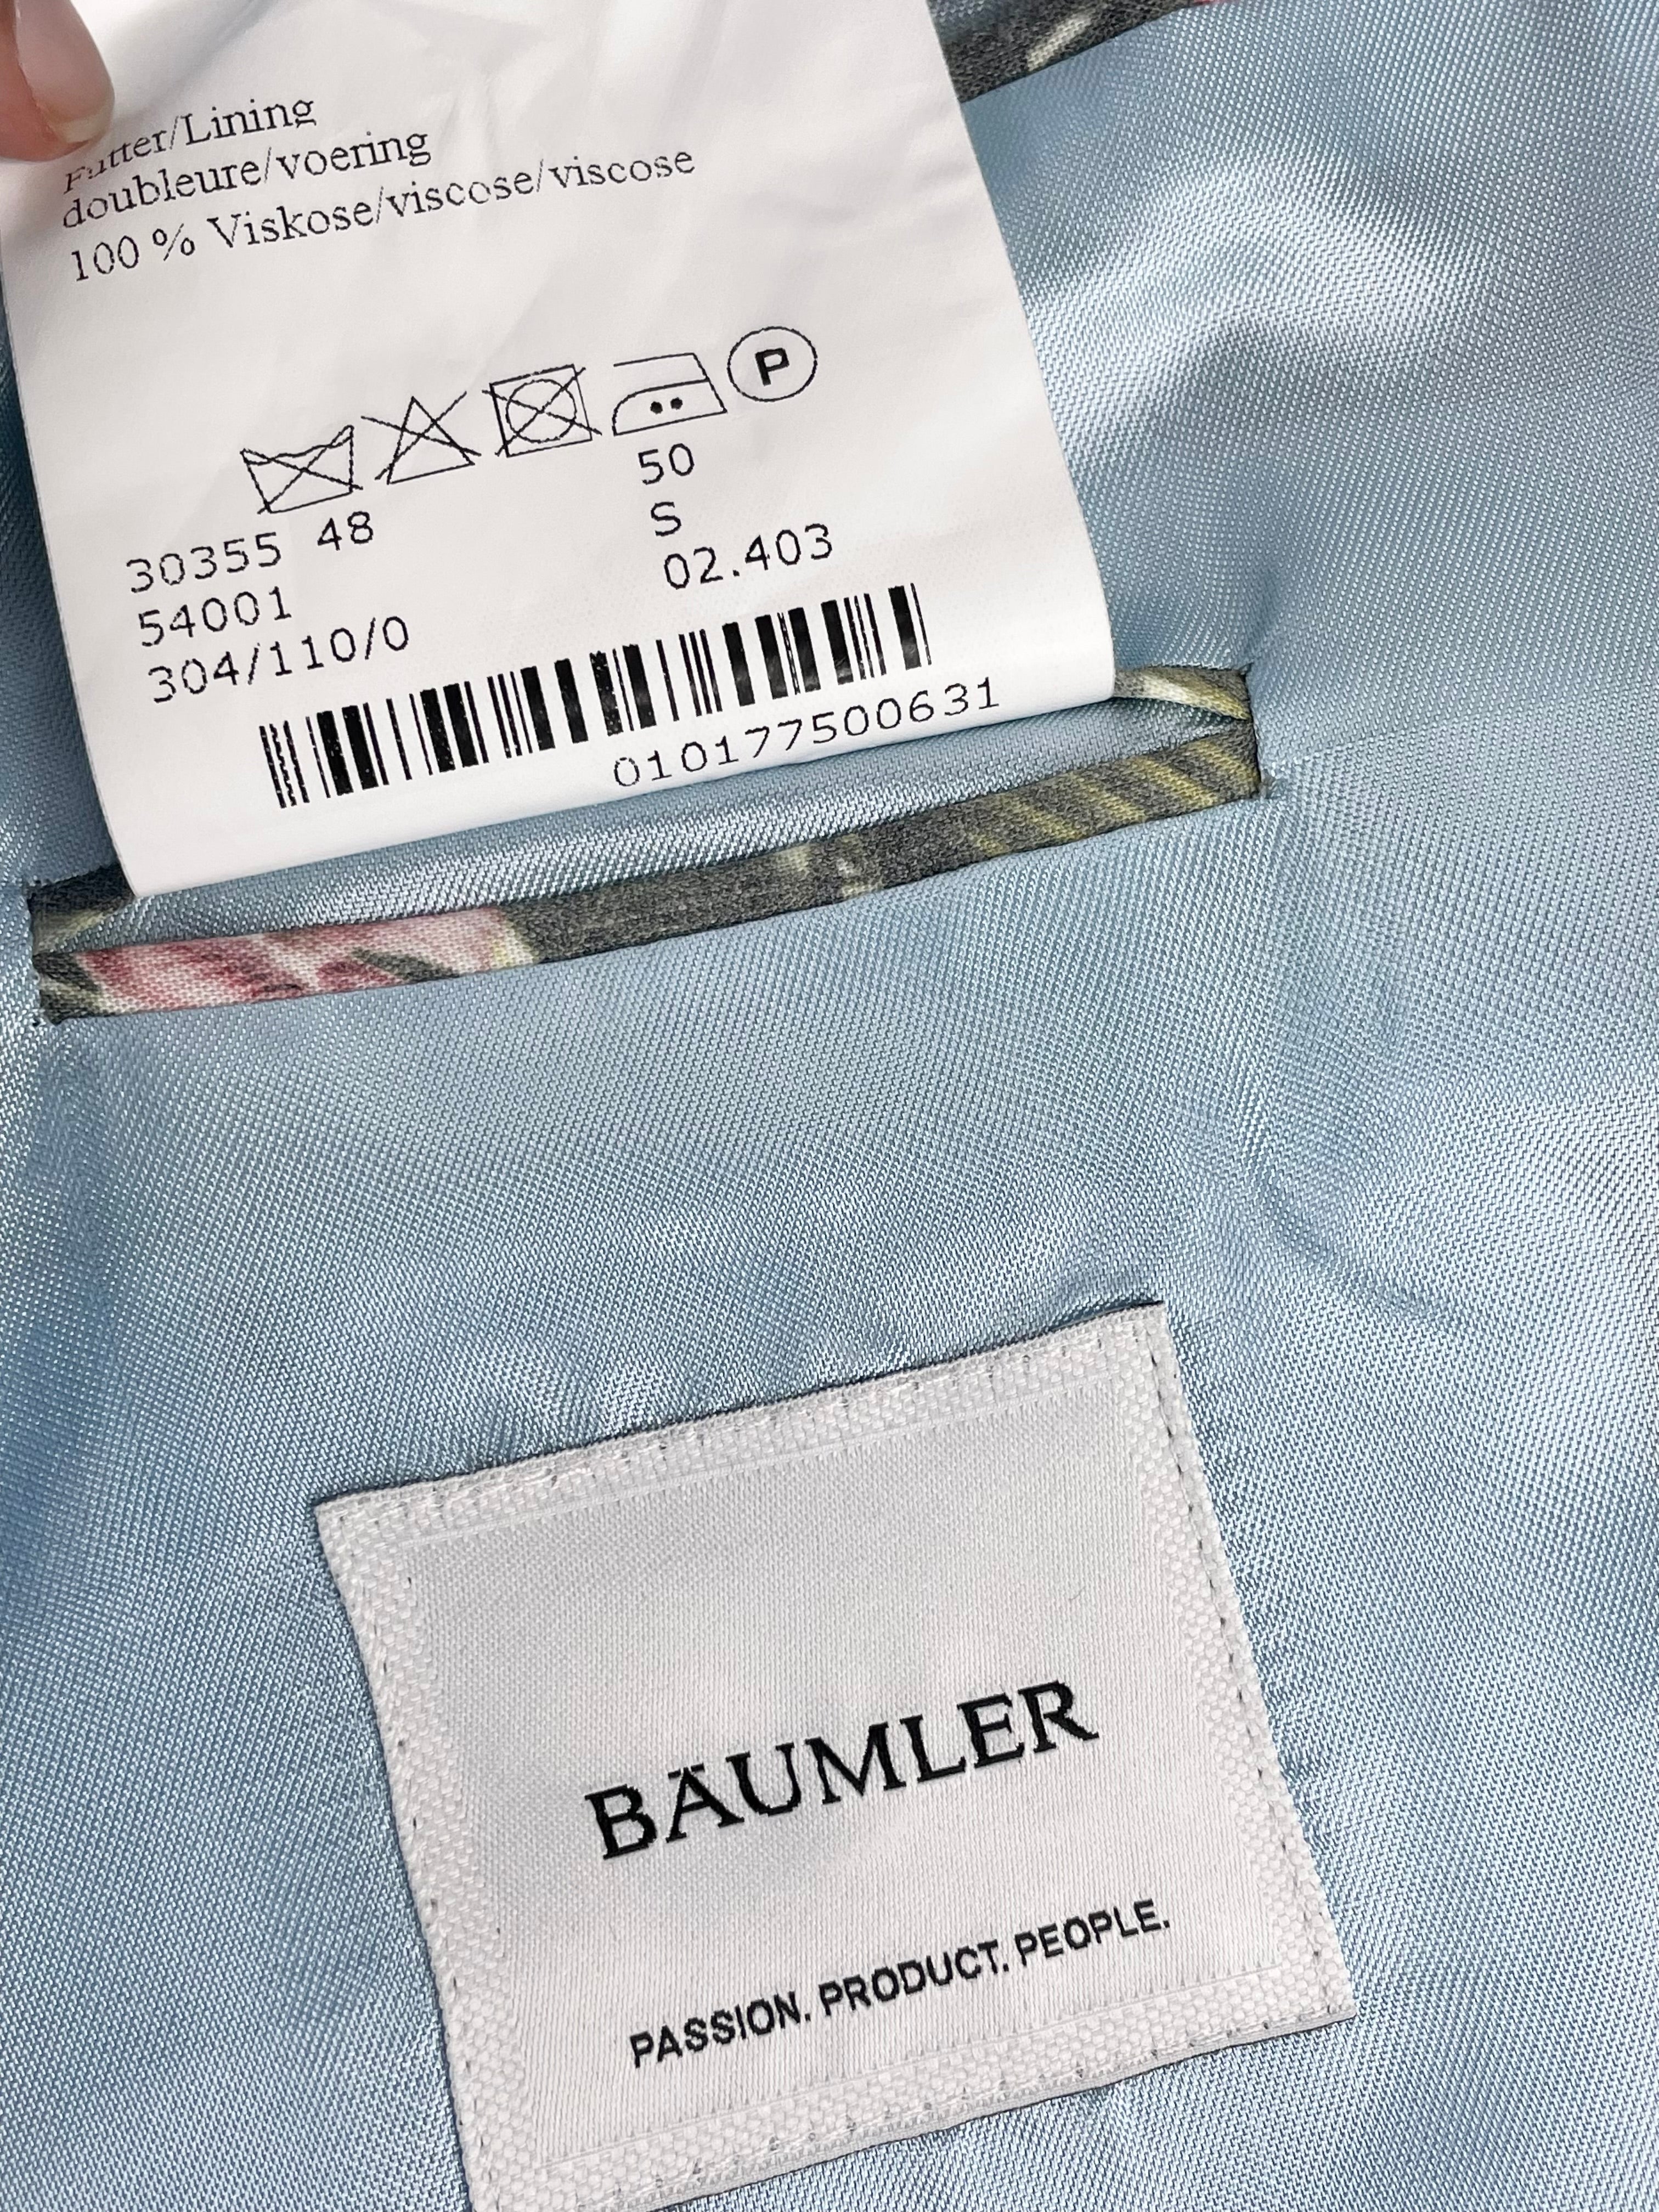 Futter/Lining
doubleure/voering
100 % Viskose/viscose/viscose
P
50
30355 48
S
54001
02.403
304/110/0
010177500631
BÄUMLER
PASSION. PRODUCT. PEOPLE.